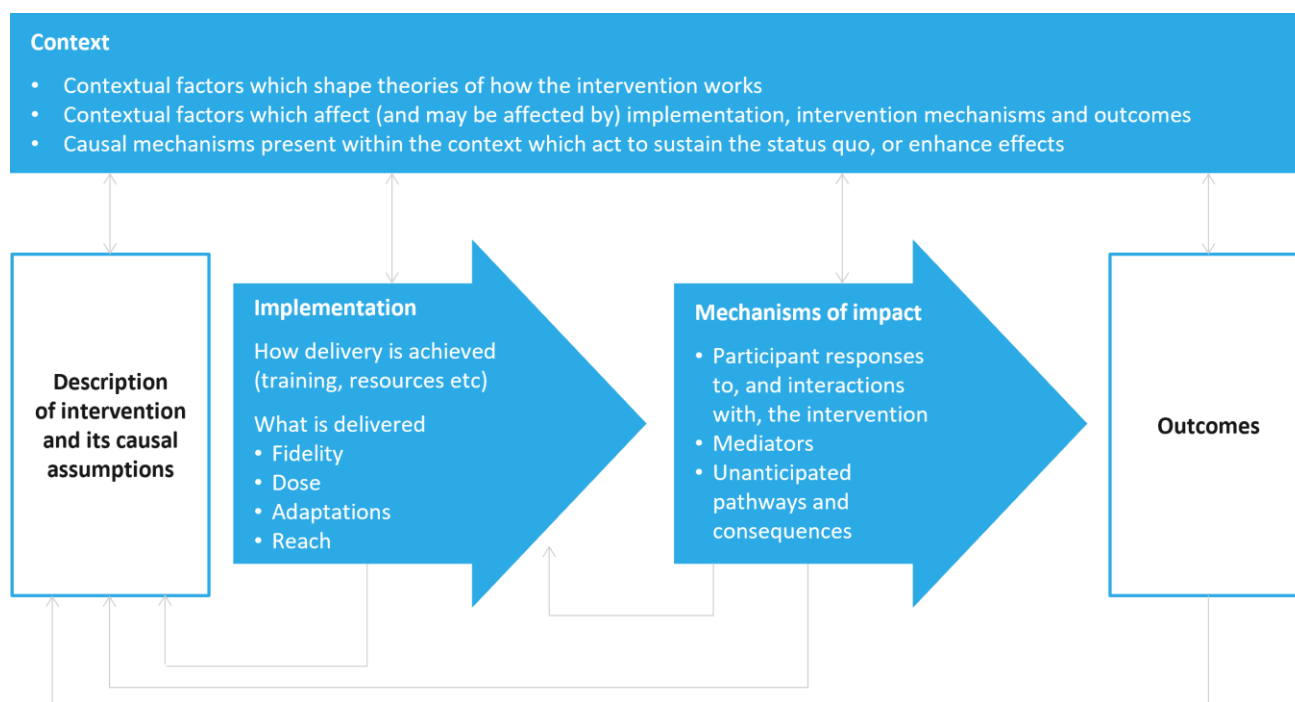 Context
• Contextual factors which shape theories of how the intervention works
• Contextual factors which affect (and may be affected by) implementation, intervention mechanisms and outcomes
• Causal mechanisms present within the context which act to sustain the status quo, or enhance effects
Description
of intervention
and its causal
assumptions
Implementation
How delivery is achieved
(training, resources etc)
What is delivered
• Fidelity
• Dose
• Adaptations
• Reach
Mechanisms of impact
• Participant responses
to, and interactions
with, the intervention
• Mediators
• Unanticipated
pathways and
consequences
Outcomes